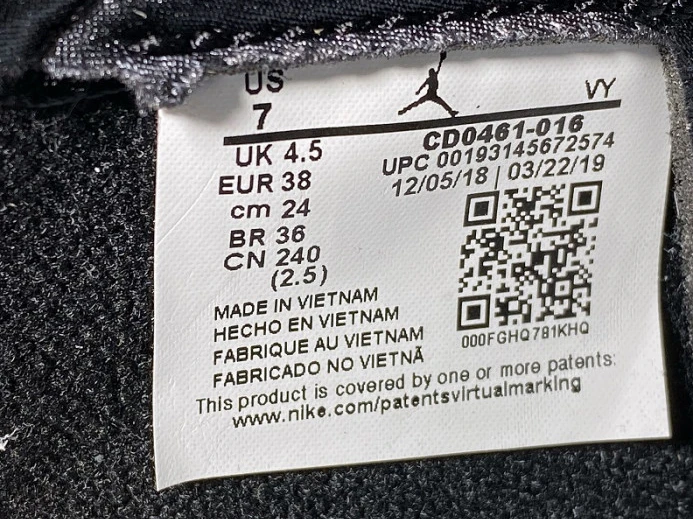 US
7
VY
UK 4.5
EUR 38
cm 24
BR 36
CN 240
(2.5)
CD0461-016
UPC 00193145672574
12/05/18 | 03/22/19
000FGHQ781KHQ
MADE IN VIETNAM
HECHO EN VIETNAM
FABRIQUE AU VIETNAM
FABRICADO NO VIETNÃ
This product is covered by one or more patents:
www.nike.com/patentsvirtualmarking